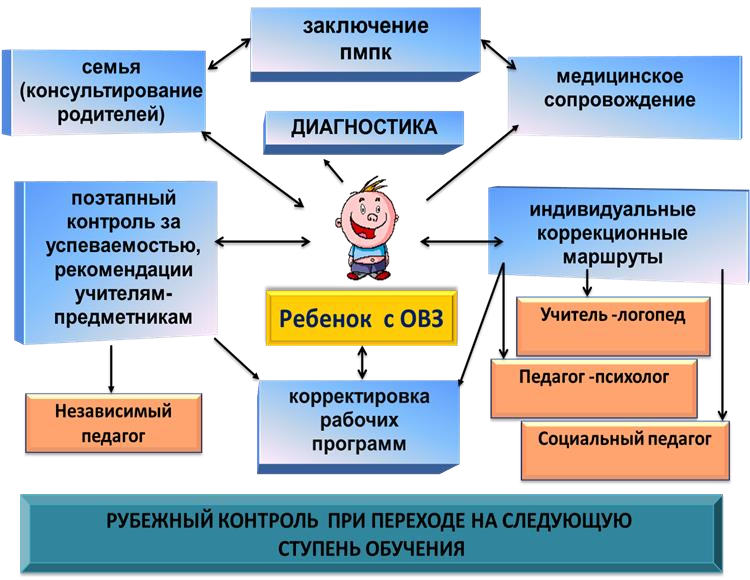 заключение
пмпк
семья
(консультирование
родителей)
медицинское
сопровождение
ДИАГНОСТИКА
поэтапный
контроль за
успеваемостью,
рекомендации
учителям-
предметникам
индивидуальные
коррекционные
маршруты
Ребенок с ОВЗ
Учитель -логопед
Педагог -психолог
Социальный педагог
Независимый
педагог
корректировка
рабочих
программ
РУБЕЖНЫЙ КОНТРОЛЬ ПРИ ПЕРЕХОДЕ НА СЛЕДУЮЩУЮ
СТУПЕНЬ ОБУЧЕНИЯ